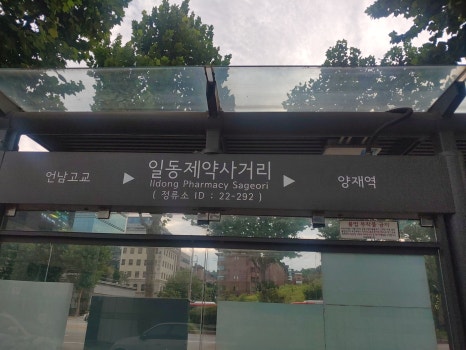 언남고교 ▶ 일동제약사거리 ▶ 양재역
Ildong Pharmacy Sageori
( 정류소 ID : 22-292 )